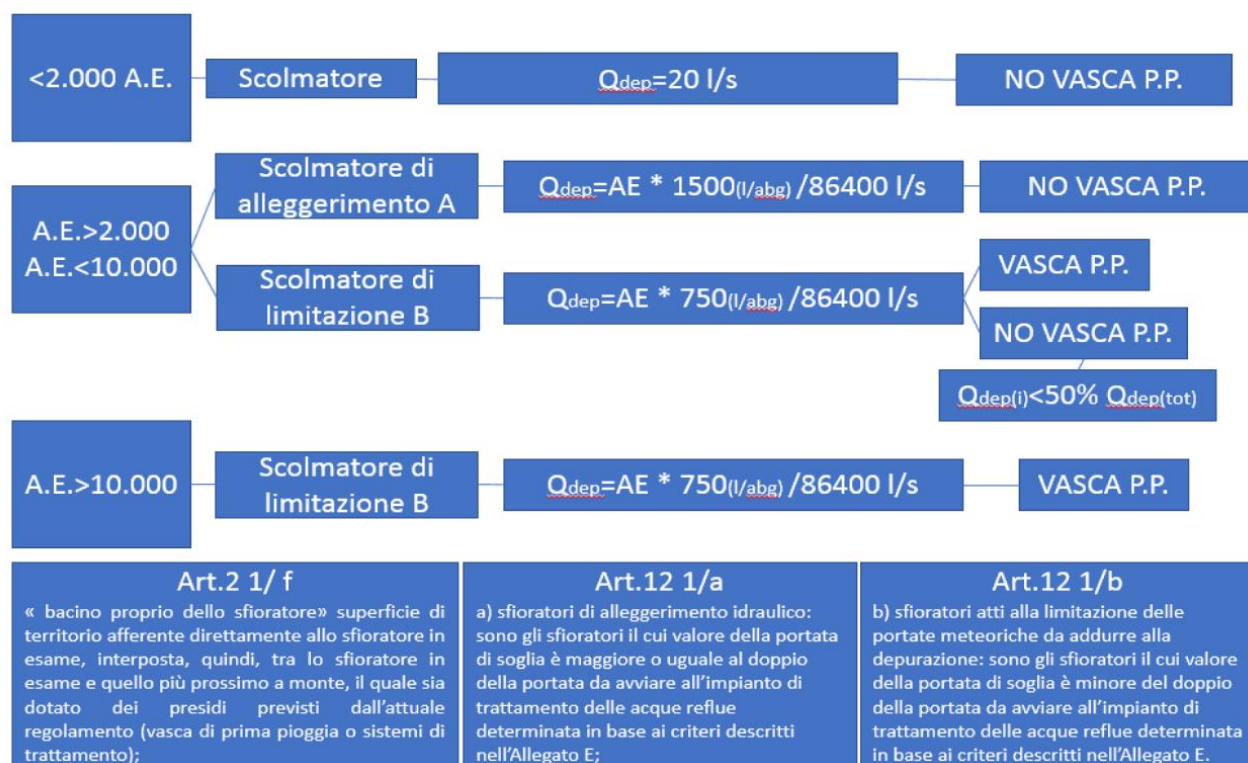 <2.000 A.E.
Scolmatore
Qdep=20 l/s
NO VASCA P.P.
A.E.>2.000
A.E.<10.000
Scolmatore di
alleggerimento A
Qdep=AE * 1500(l/abg) /86400 l/s
NO VASCA P.P.
Scolmatore di
limitazione B
Qdep=AE * 750(l/abg) /86400 l/s
VASCA P.P.
NO VASCA P.P.
Qdep(i)<50% Qdep(tot)
A.E.>10.000
Scolmatore di
limitazione B
Qdep=AE * 750(l/abg) /86400 l/s
VASCA P.P.
Art.2 1/ f
« bacino proprio dello sfioratore» superficie di
territorio afferente direttamente allo sfioratore in
esame, interposta, quindi, tra lo sfioratore in
esame e quello più prossimo a monte, il quale sia
dotato dei presidi previsti dall'attuale
regolamento (vasca di prima pioggia o sistemi di
trattamento);
Art.12 1/a
a) sfioratori di alleggerimento idraulico:
sono gli sfioratori il cui valore della portata
di soglia è maggiore o uguale al doppio
della portata da avviare all'impianto di
trattamento delle acque reflue
determinata in base ai criteri descritti
nell'Allegato E;
Art.12 1/b
b) sfioratori atti alla limitazione delle
portate meteoriche da addurre alla
depurazione: sono gli sfioratori il cui valore
della portata di soglia è minore del doppio
della portata da avviare all'impianto di
trattamento delle acque reflue determinata
in base ai criteri descritti nell'Allegato E.